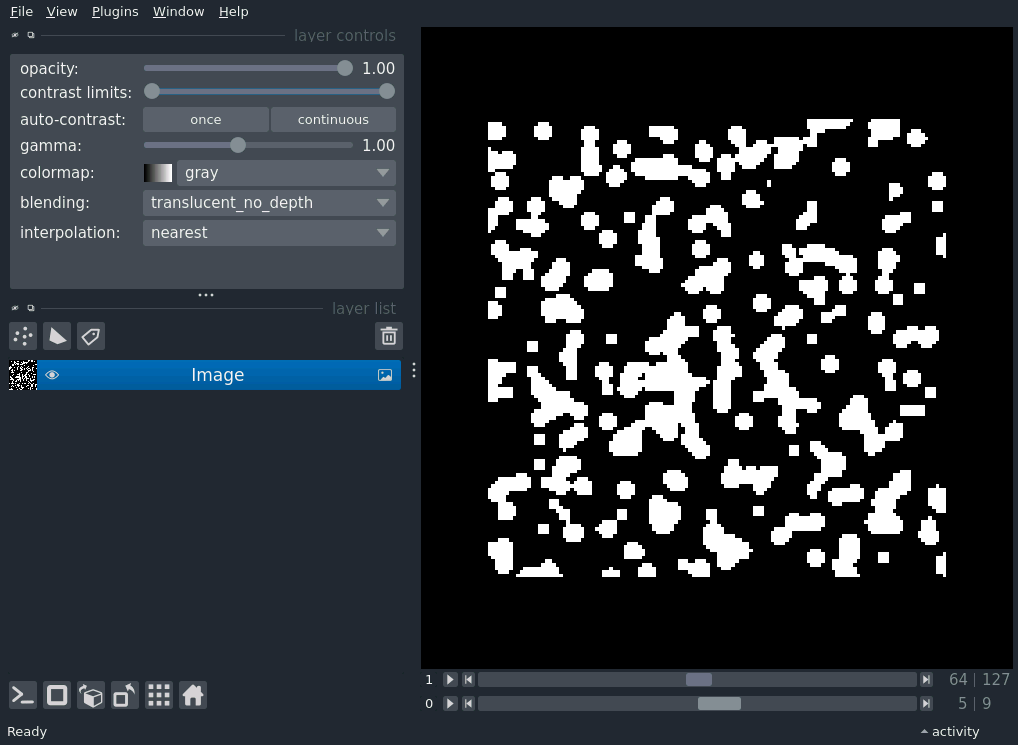 File View Plugins Window Help
layer controls
opacity: 1.00
contrast limits:
auto-contrast: once continuous
gamma: 1.00
colormap: gray
blending: translucent_no_depth
interpolation: nearest
layer list
Image
1 64 | 127
0 5 | 9
Ready activity